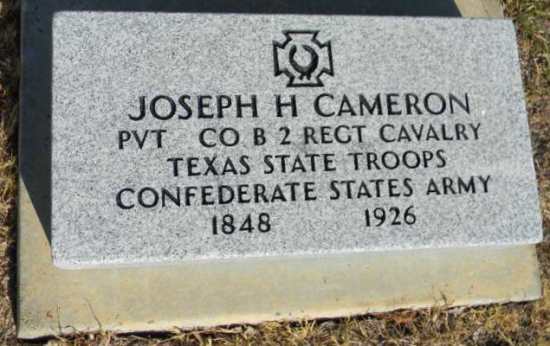 JOSEPH H CAMERON
PVT CO B 2 REGT CAVALRY
TEXAS STATE TROOPS
CONFEDERATE STATES ARMY
1848 1926